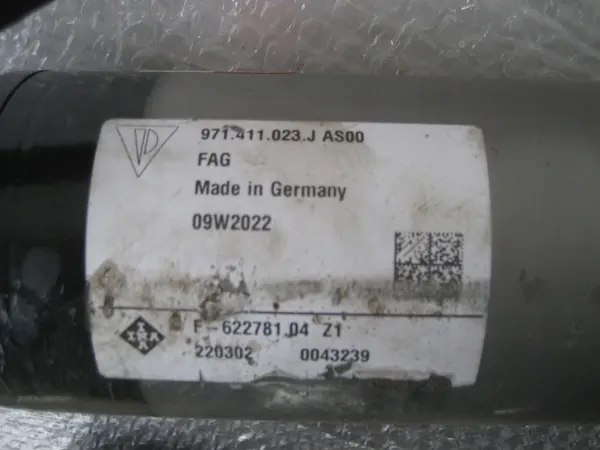 971.411.023.J AS00
FAG
Made in Germany
09W2022
F-622781.04 Z1
220302 0043239